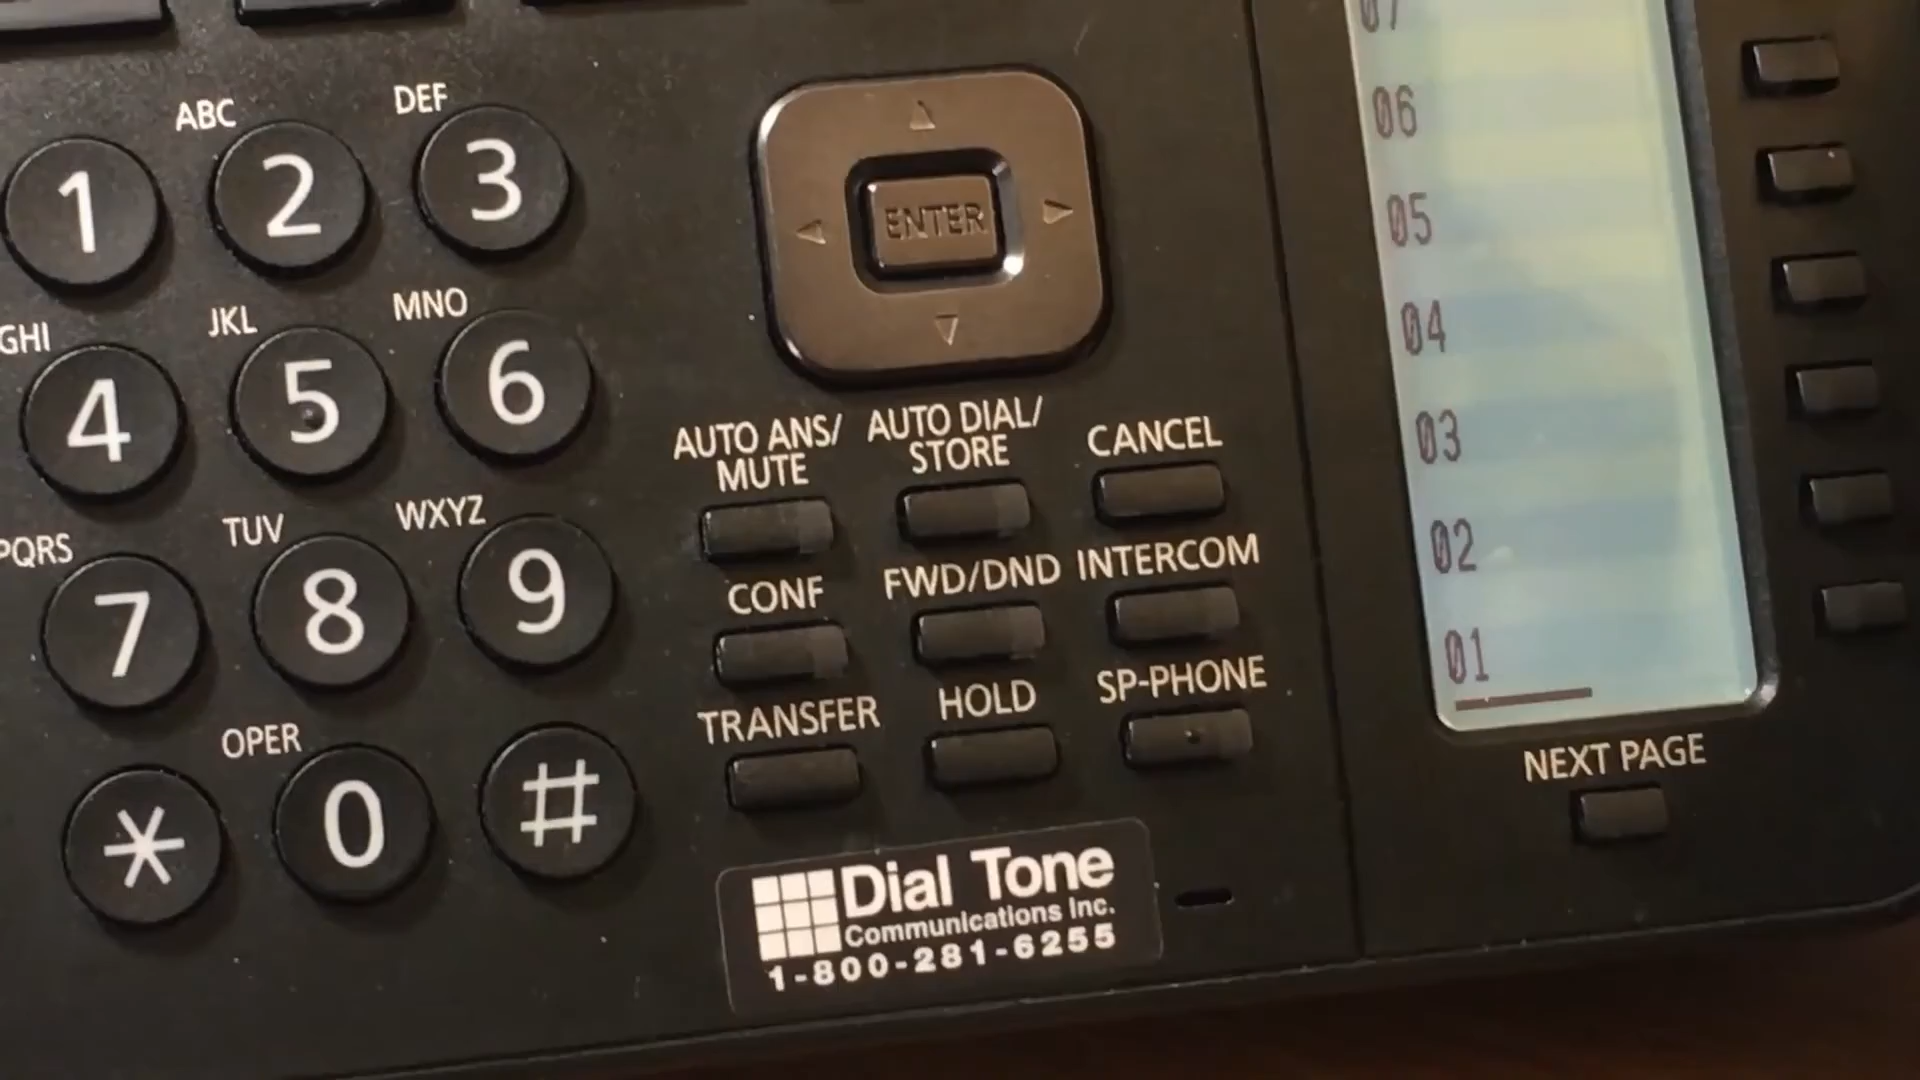 ABC
DEF
1
2
3
GHI
JKL
MNO
4
5
6
PQRS
TUV
WXYZ
7
8
9
OPER
*
0
#
ENTER
AUTO ANS/
MUTE
AUTO DIAL/
STORE
CANCEL
CONF
FWD/DND
INTERCOM
TRANSFER
HOLD
SP-PHONE
Dial Tone
Communications Inc.
1-800-281-6255
07
06
05
04
03
02
01
NEXT PAGE